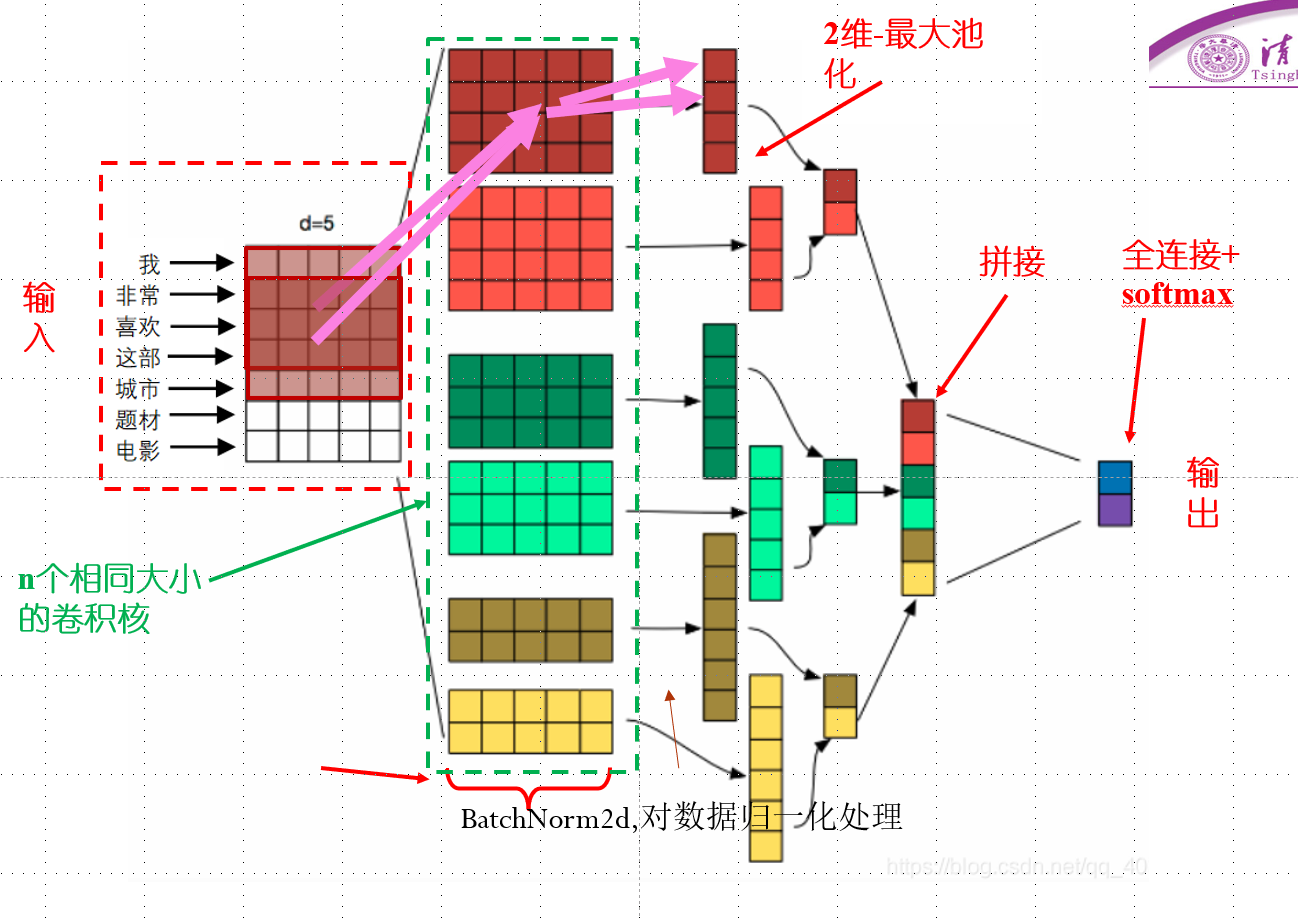 2维-最大池
化
清
Tsingh
d=5
我
非常
喜欢
这部
城市
题材
电影
输
入
拼接
全连接+
softmax
输
出
n个相同大小
的卷积核
BatchNorm2d,对数据归一化处理
https://blog.csdn.net/qq_40